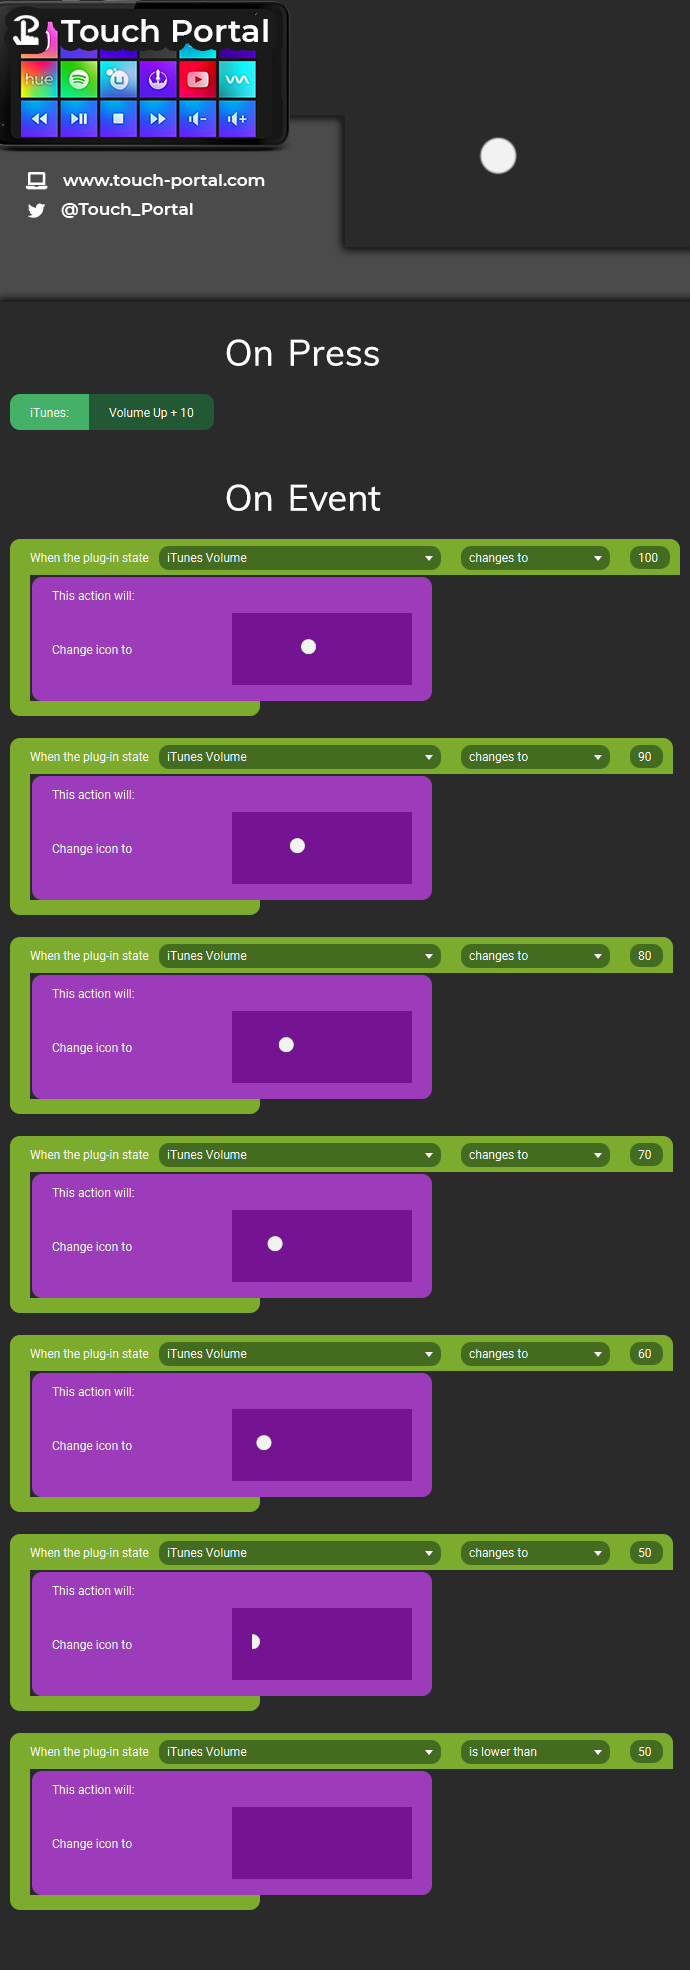 Touch Portal
hue
www.touch-portal.com
@Touch_Portal
On Press
iTunes: Volume Up + 10
On Event
When the plug-in state iTunes Volume changes to 100
This action will:
Change icon to
When the plug-in state iTunes Volume changes to 90
This action will:
Change icon to
When the plug-in state iTunes Volume changes to 80
This action will:
Change icon to
When the plug-in state iTunes Volume changes to 70
This action will:
Change icon to
When the plug-in state iTunes Volume changes to 60
This action will:
Change icon to
When the plug-in state iTunes Volume changes to 50
This action will:
Change icon to
When the plug-in state iTunes Volume is lower than 50
This action will:
Change icon to